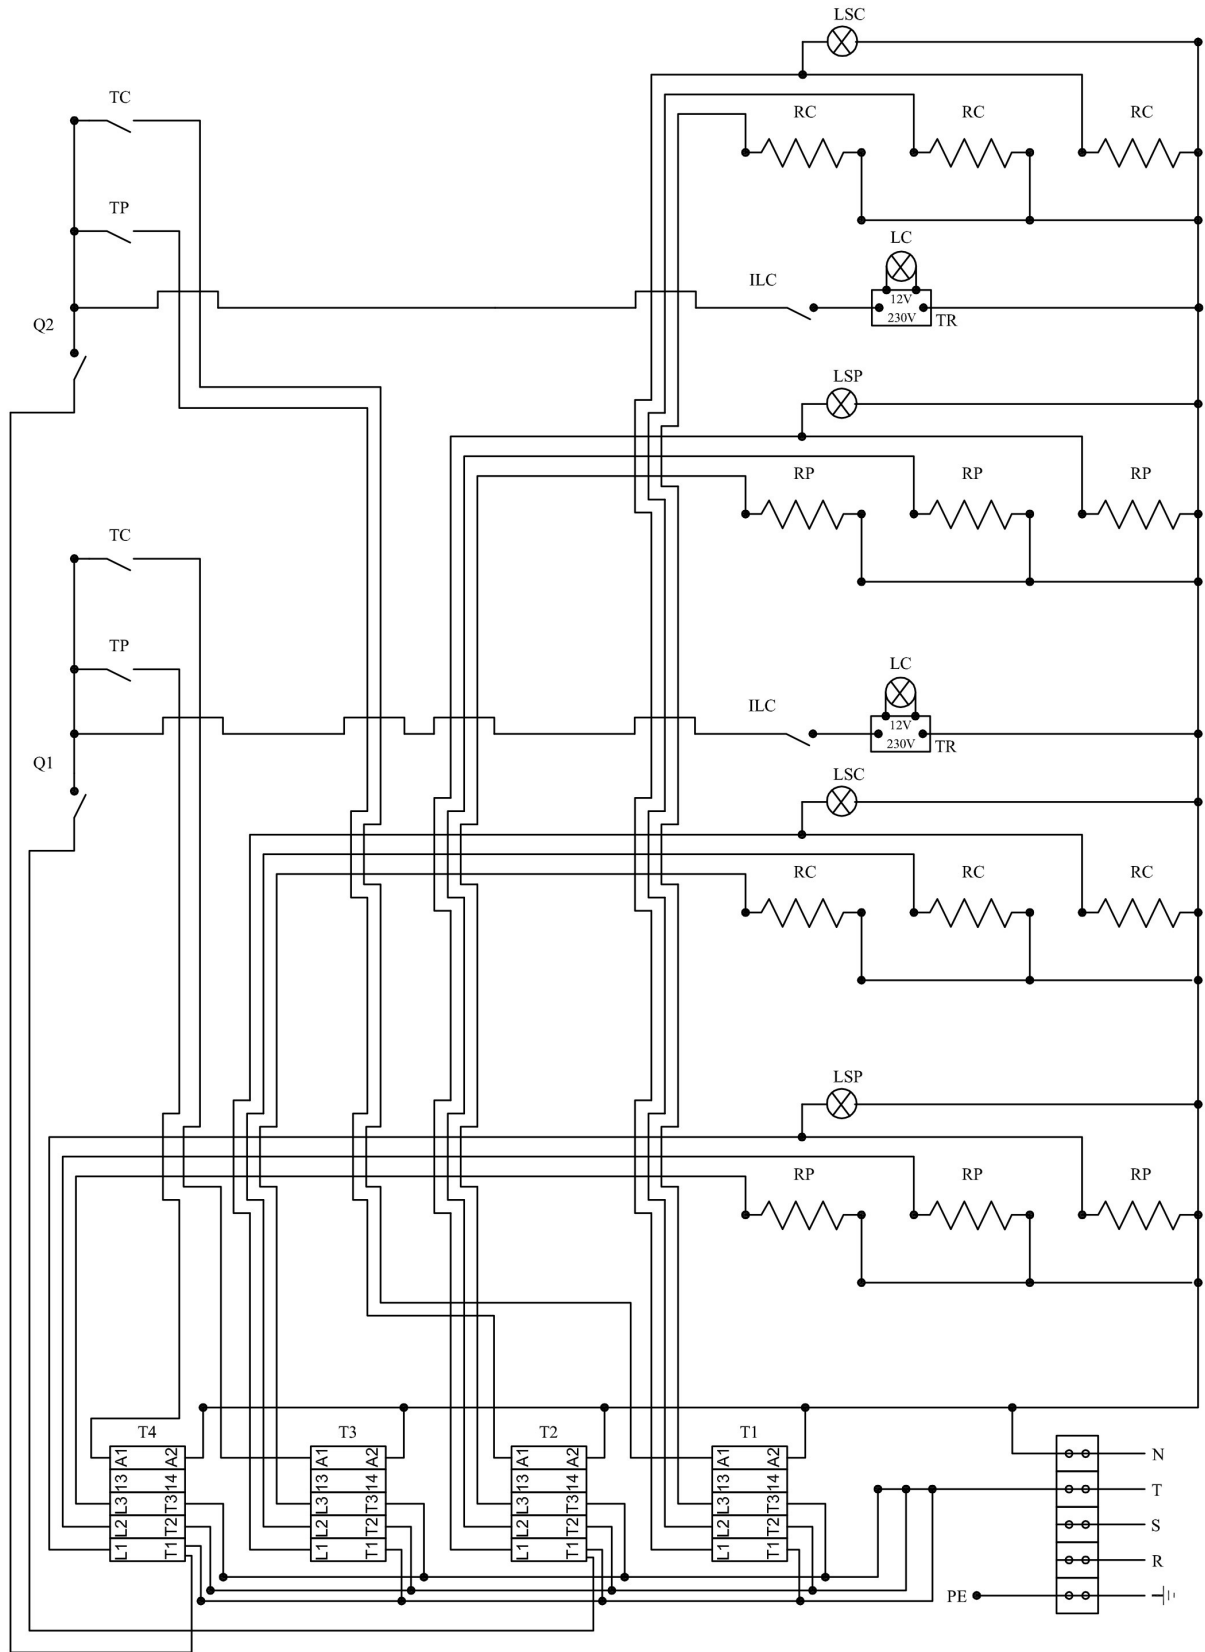 LSC
TC
RC RC RC
TP
LC
ILC
12V
230V
TR
Q2
LSP
RP RP RP
TC
TP
LC
ILC
12V
230V
TR
Q1
LSC
RC RC RC
LSP
RP RP RP
T4 T3 T2 T1
A1 A2 A1 A2 A1 A2 A1 A2
13 14 13 14 13 14 13 14
L3 T3 L3 T3 L3 T3 L3 T3
L2 T2 L2 T2 L2 T2 L2 T2
L1 T1 L1 T1 L1 T1 L1 T1
N
T
S
R
PE